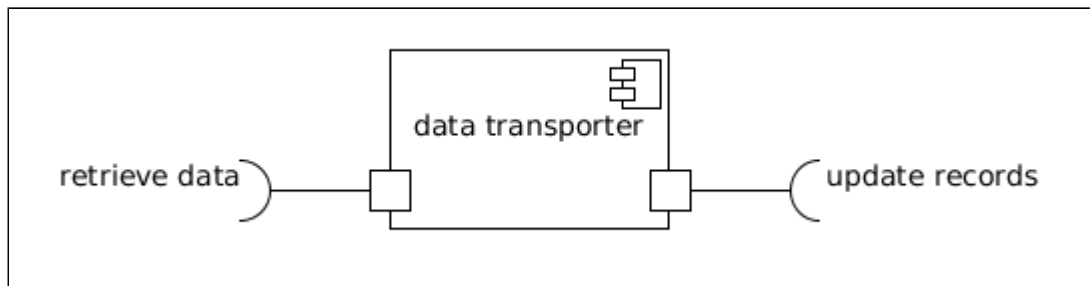 data transporter
retrieve data
update records